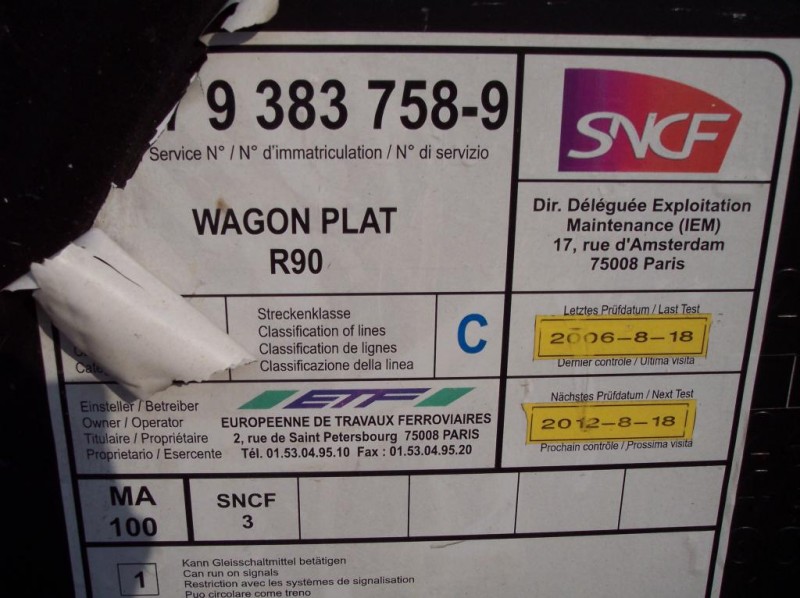 9 383 758-9
Service N° / N° d'immatriculation / N° di servizio
WAGON PLAT
R90
SNCF
Dir. Déléguée Exploitation
Maintenance (IEM)
17, rue d'Amsterdam
75008 Paris
Streckenklasse
Classification of lines
Classification de lignes
Classificazione della linea
C
Letztes Prüfdatum / Last Test
2006-8-18
Dernier contrôle / Ultima visita
Einsteller / Betreiber
Owner / Operator
Titulaire / Propriétaire
Proprietario / Esercente
ETF
EUROPEENNE DE TRAVAUX FERROVIAIRES
2, rue de Saint Petersbourg 75008 PARIS
Tél. 01.53.04.95.10 Fax : 01.53.04.95.20
Nächstes Prüfdatum / Next Test
2012-8-18
Prochain contrôle / Prossima visita
MA
100
SNCF
3
1
Kann Gleisschaltmittel betätigen
Can run on signals
Restriction avec les systèmes de signalisation
Puo circolare come treno